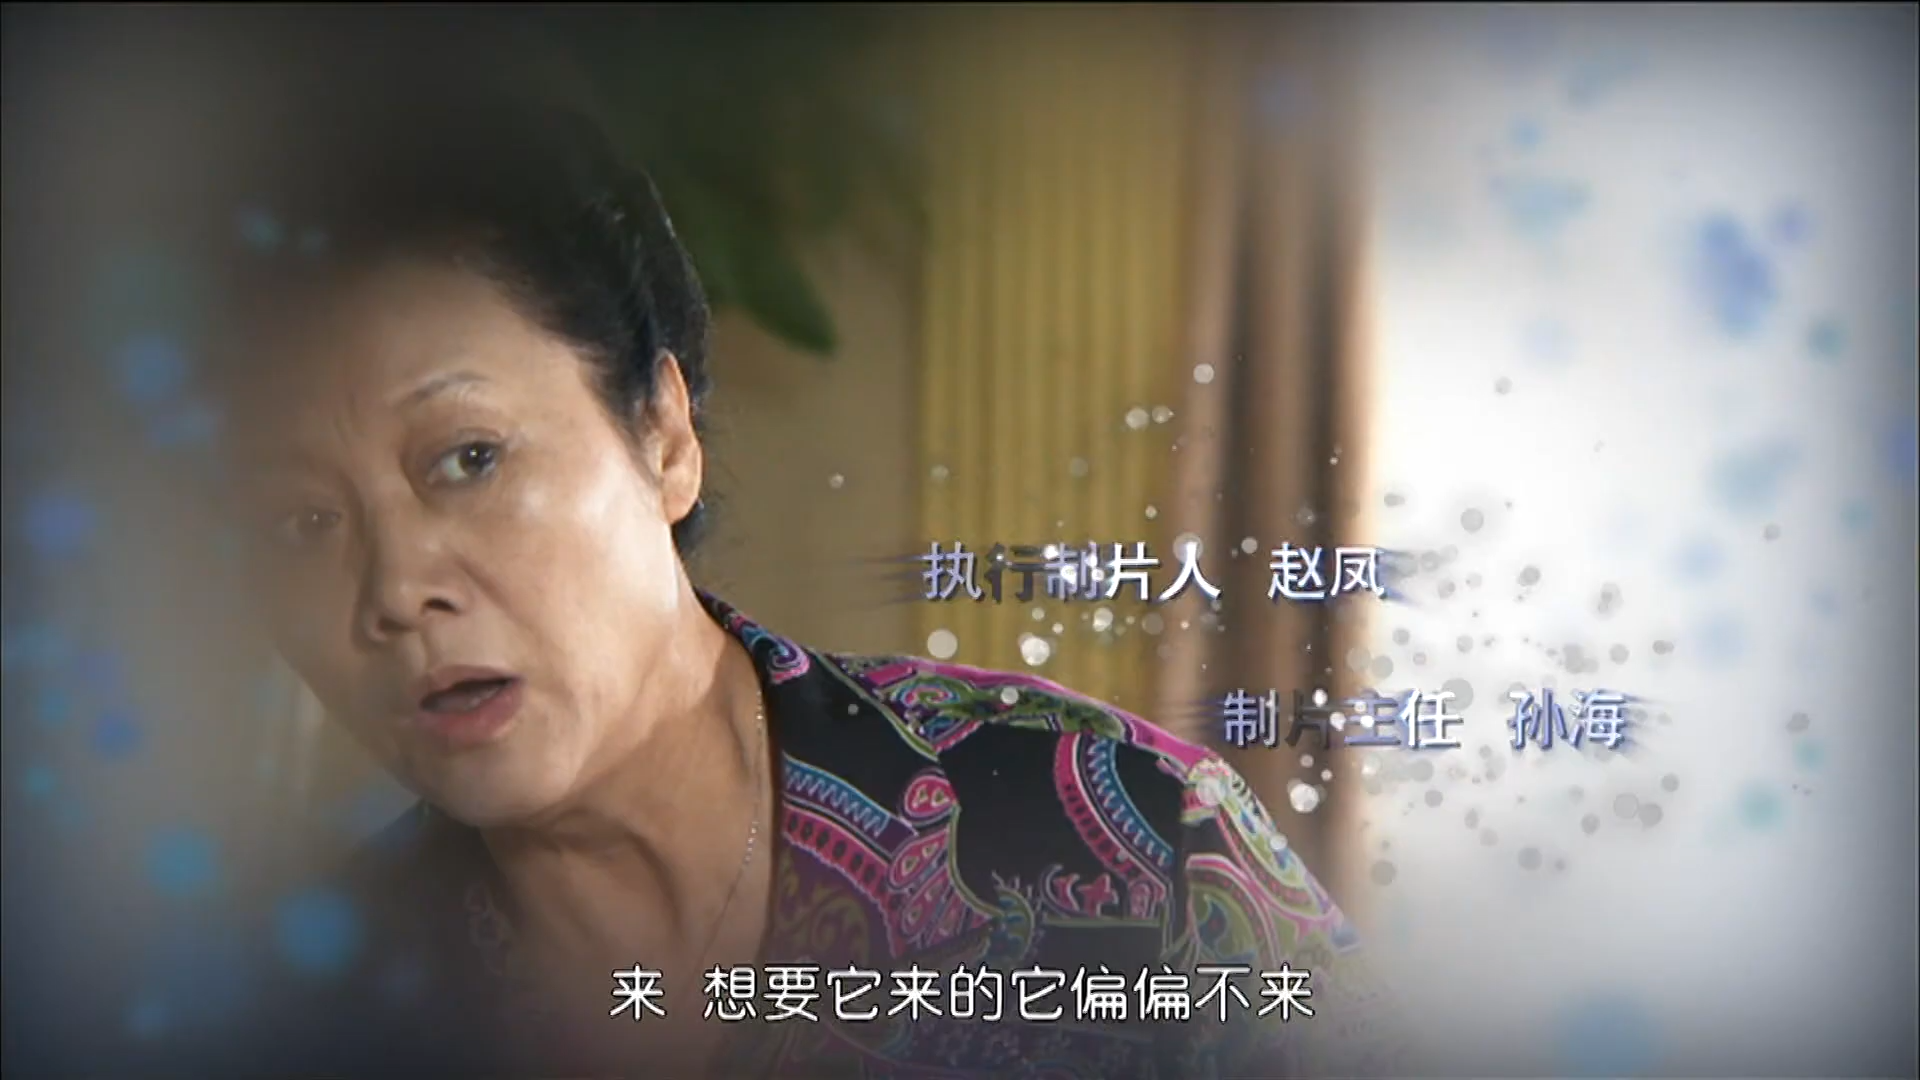 执行制片人 赵凤
制片主任 孙海
来 想要它来的它偏偏不来